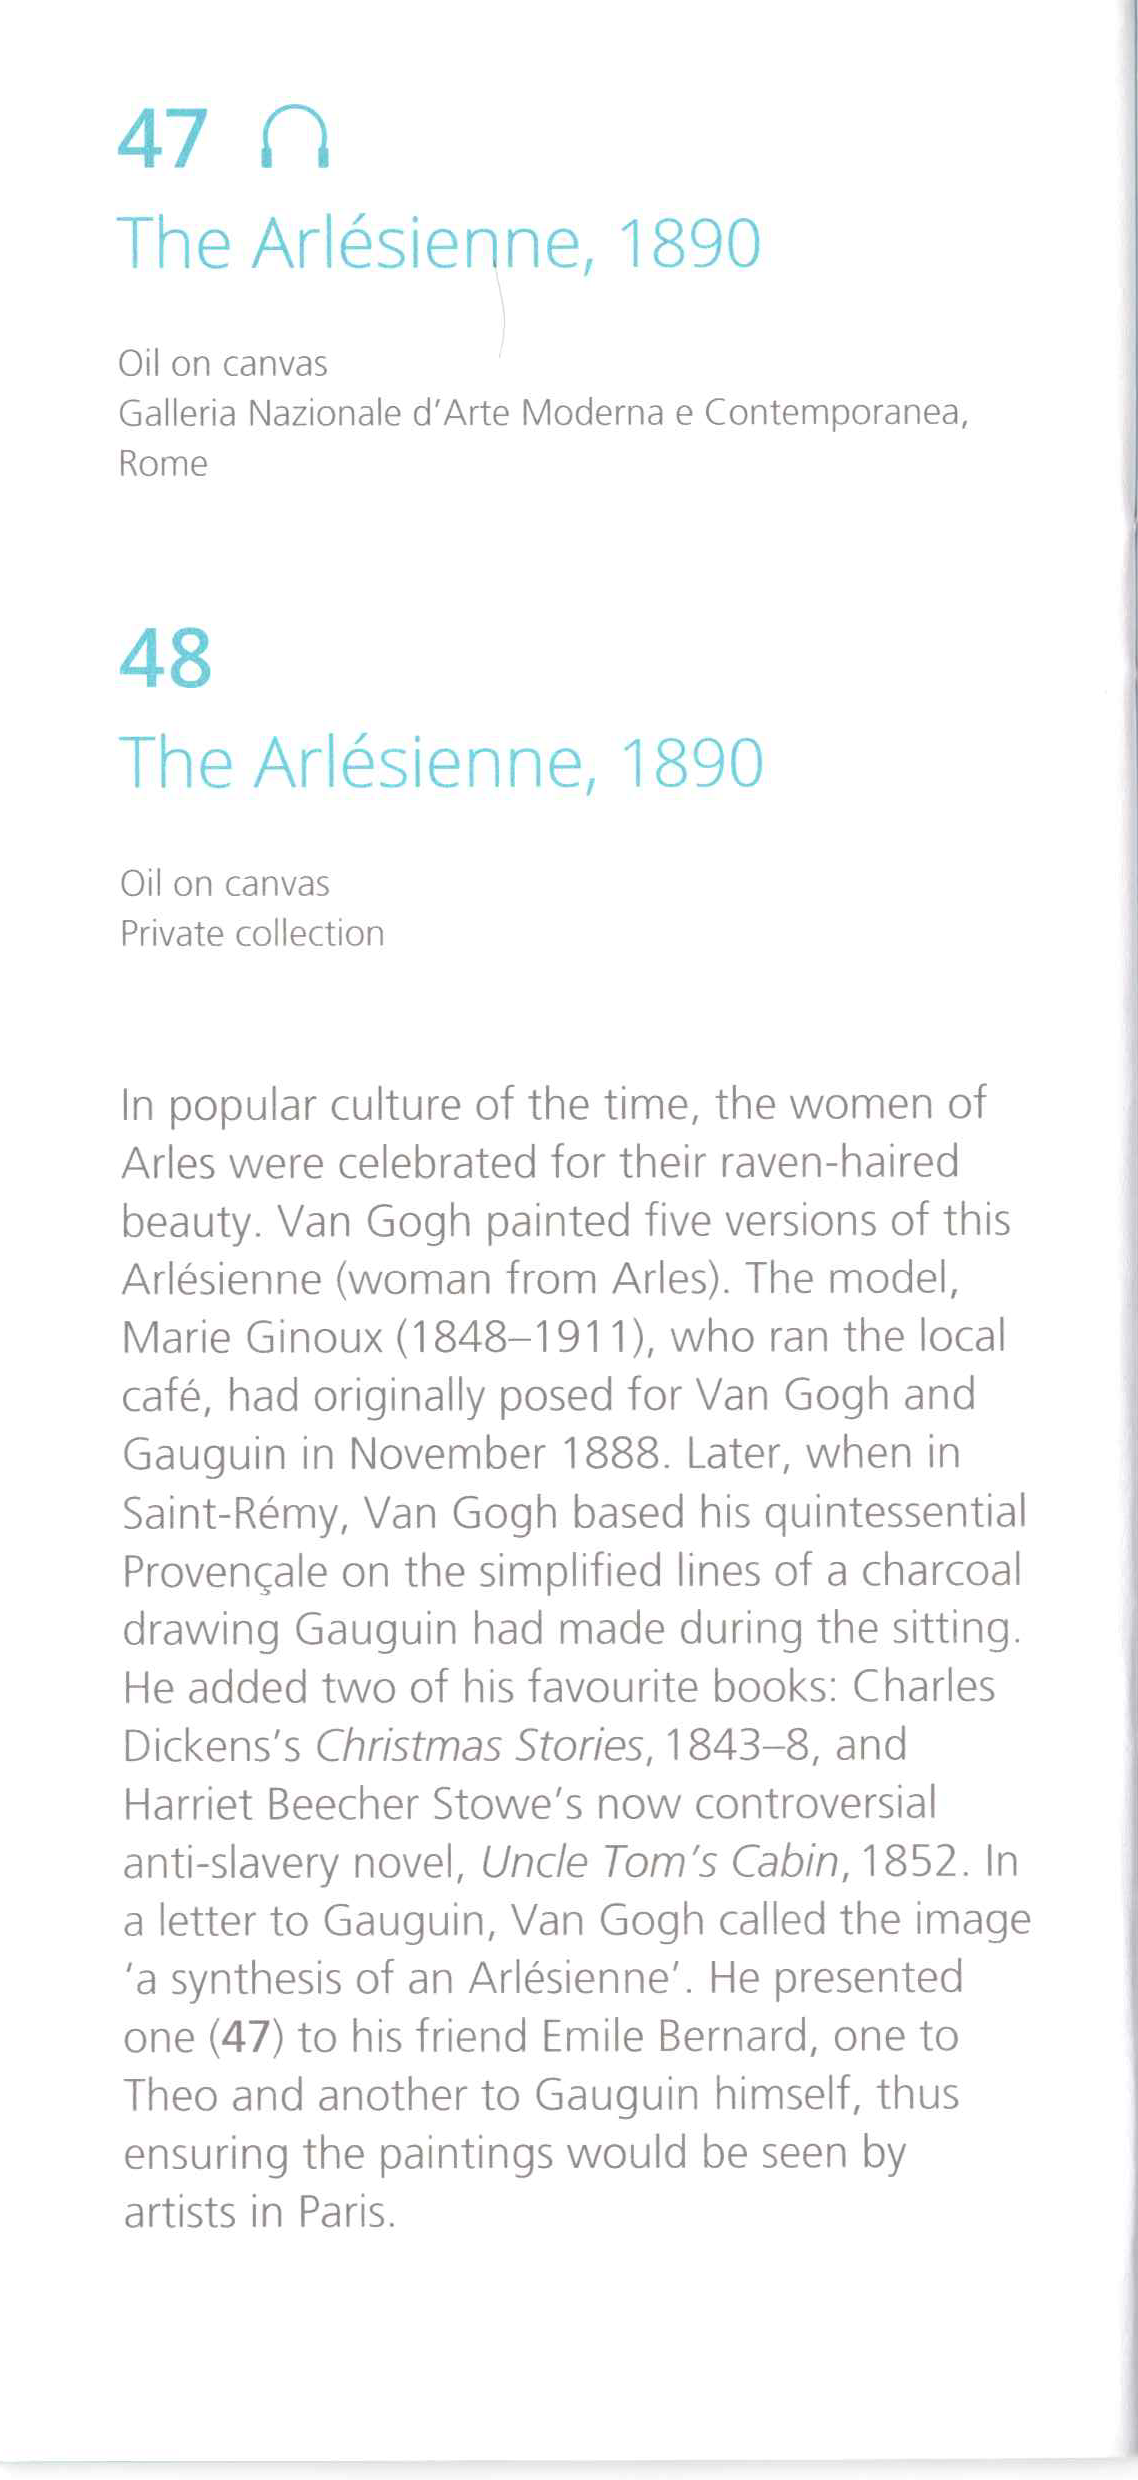 47
The Arlésienne, 1890
Oil on canvas
Galleria Nazionale d'Arte Moderna e Contemporanea,
Rome
48
The Arlésienne, 1890
Oil on canvas
Private collection
In popular culture of the time, the women of
Arles were celebrated for their raven-haired
beauty. Van Gogh painted five versions of this
Arlésienne (woman from Arles). The model,
Marie Ginoux (1848–1911), who ran the local
café, had originally posed for Van Gogh and
Gauguin in November 1888. Later, when in
Saint-Rémy, Van Gogh based his quintessential
Provençale on the simplified lines of a charcoal
drawing Gauguin had made during the sitting.
He added two of his favourite books: Charles
Dickens's Christmas Stories, 1843–8, and
Harriet Beecher Stowe's now controversial
anti-slavery novel, Uncle Tom's Cabin, 1852. In
a letter to Gauguin, Van Gogh called the image
'a synthesis of an Arlésienne'. He presented
one (47) to his friend Emile Bernard, one to
Theo and another to Gauguin himself, thus
ensuring the paintings would be seen by
artists in Paris.